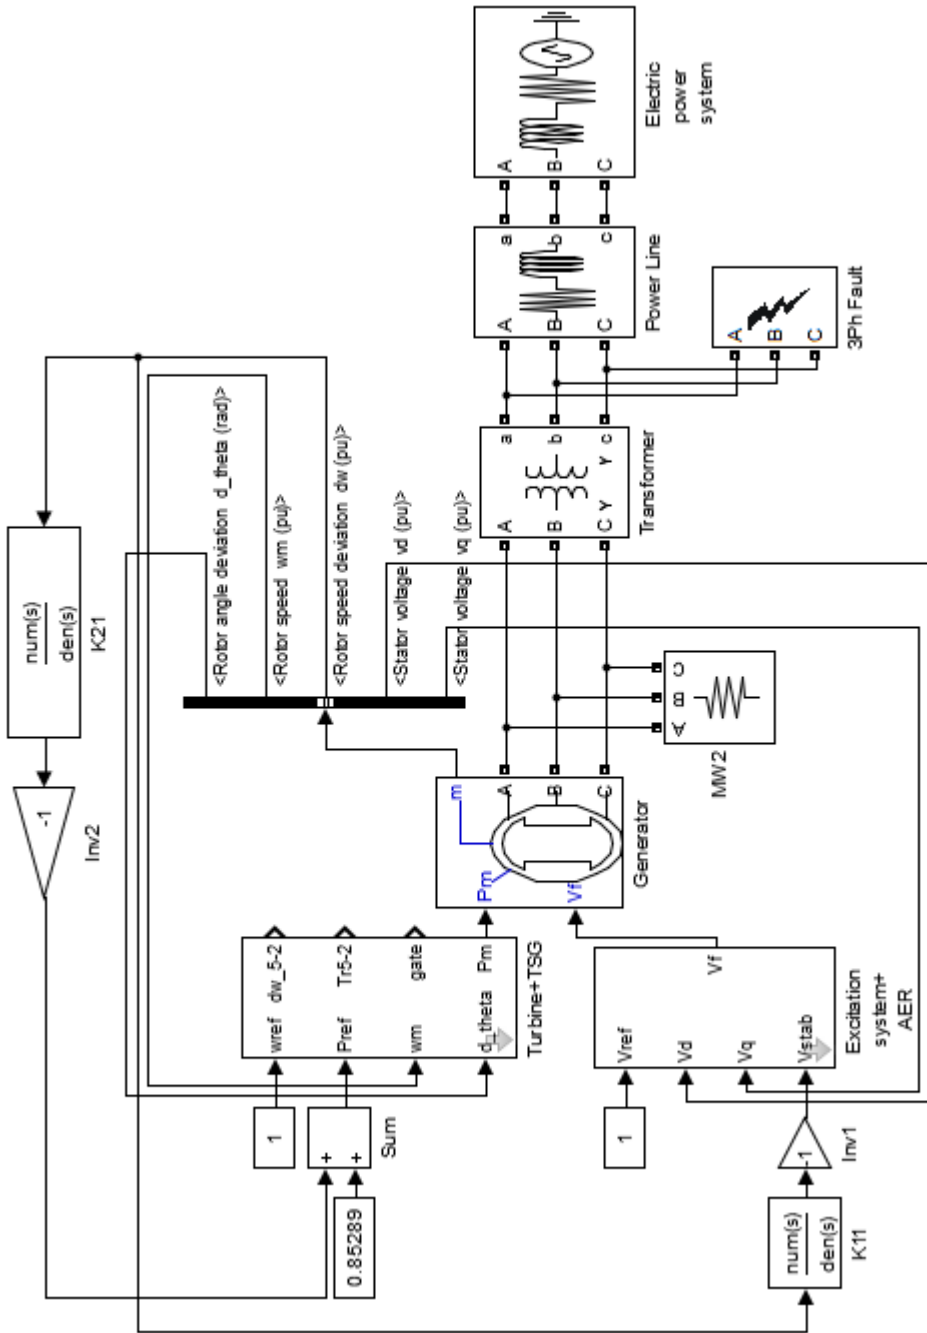 num(s)
den(s)
K21
-1
Inv2
<Rotor angle deviation d_theta (rad)>
<Rotor speed wm (pu)>
<Rotor speed deviation dw (pu)>
<Stator voltage vd (pu)>
<Stator voltage vq (pu)>
1
0.85289
+
+
Sum
wref
dw_5-2
Pref
Tr5-2
wm
gate
d_theta
Pm
Turbine+TSG
m
Pm
Vf
A
B
C
Generator
A
B
C
MW2
A
B
C
a
b
c
Y
Y
Transformer
A
B
C
a
b
c
Power Line
A
B
C
Electric
power
system
A
B
C
3Ph Fault
1
Vref
Vd
Vq
Vstab
Vf
Excitation
system+
AER
num(s)
den(s)
K11
-1
Inv1